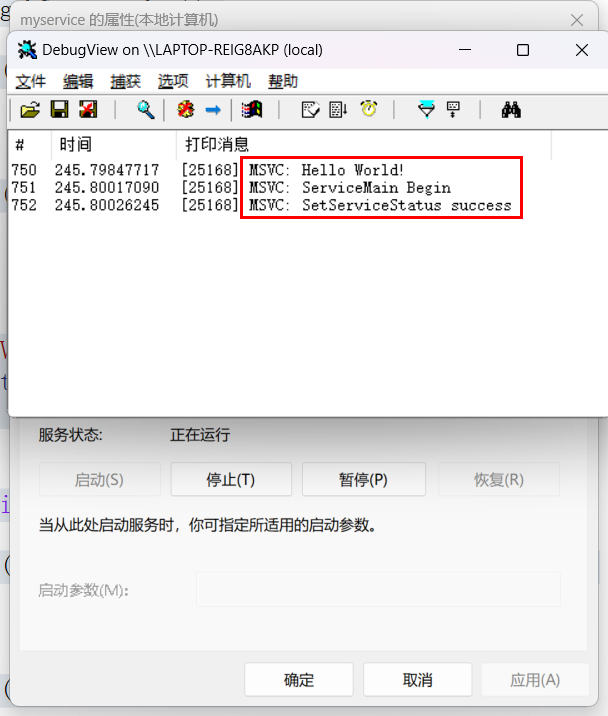 myservice 的属性(本地计算机)
DebugView on \\LAPTOP-REIG8AKP (local)
文件 编辑 捕获 选项 计算机 帮助
# 时间 打印消息
750 245.79847717 [25168] MSVC: Hello World!
751 245.80017090 [25168] MSVC: ServiceMain Begin
752 245.80026245 [25168] MSVC: SetServiceStatus success
服务状态: 正在运行
启动(S) 停止(T) 暂停(P) 恢复(R)
当从此处启动服务时，你可指定所适用的启动参数。
启动参数(M):
确定 取消 应用(A)